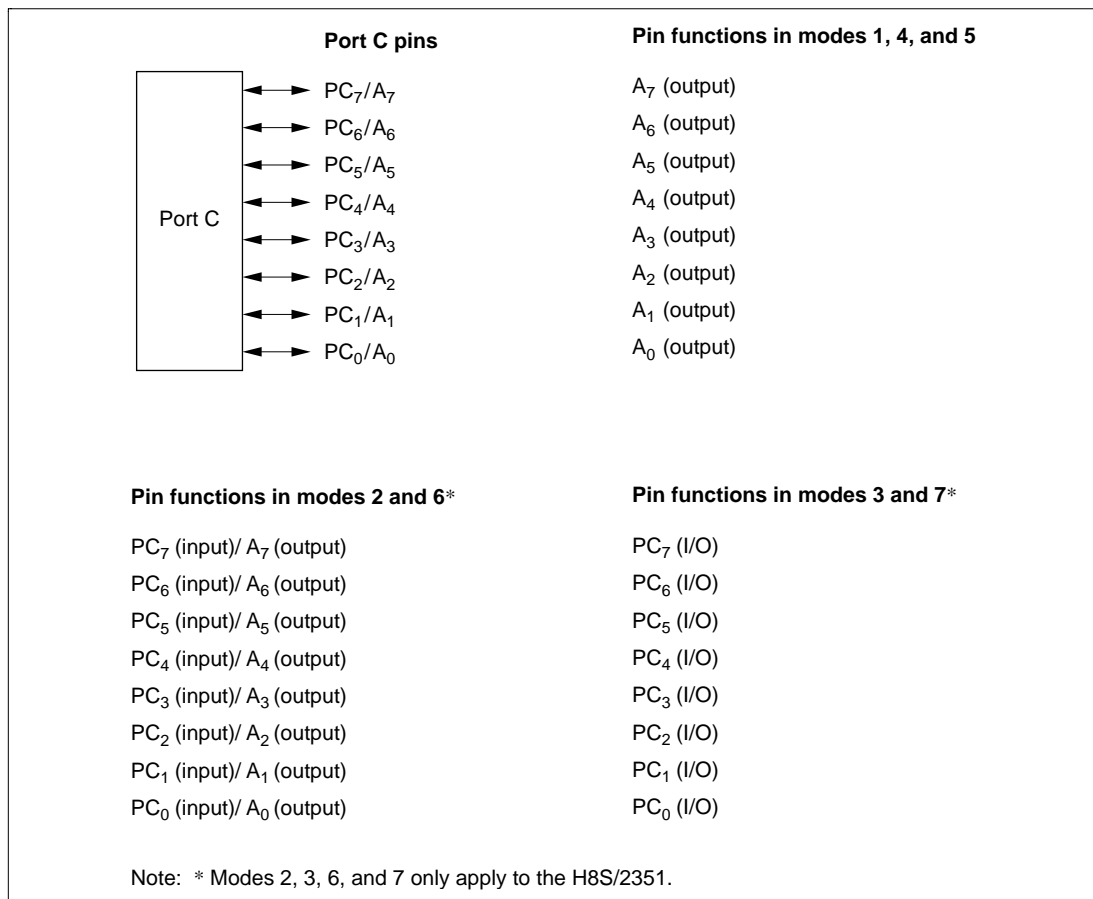 Port C pins
Port C
PC₇/A₇
PC₆/A₆
PC₅/A₅
PC₄/A₄
PC₃/A₃
PC₂/A₂
PC₁/A₁
PC₀/A₀
Pin functions in modes 1, 4, and 5
A₇ (output)
A₆ (output)
A₅ (output)
A₄ (output)
A₃ (output)
A₂ (output)
A₁ (output)
A₀ (output)
Pin functions in modes 2 and 6*
PC₇ (input)/ A₇ (output)
PC₆ (input)/ A₆ (output)
PC₅ (input)/ A₅ (output)
PC₄ (input)/ A₄ (output)
PC₃ (input)/ A₃ (output)
PC₂ (input)/ A₂ (output)
PC₁ (input)/ A₁ (output)
PC₀ (input)/ A₀ (output)
Pin functions in modes 3 and 7*
PC₇ (I/O)
PC₆ (I/O)
PC₅ (I/O)
PC₄ (I/O)
PC₃ (I/O)
PC₂ (I/O)
PC₁ (I/O)
PC₀ (I/O)
Note: * Modes 2, 3, 6, and 7 only apply to the H8S/2351.